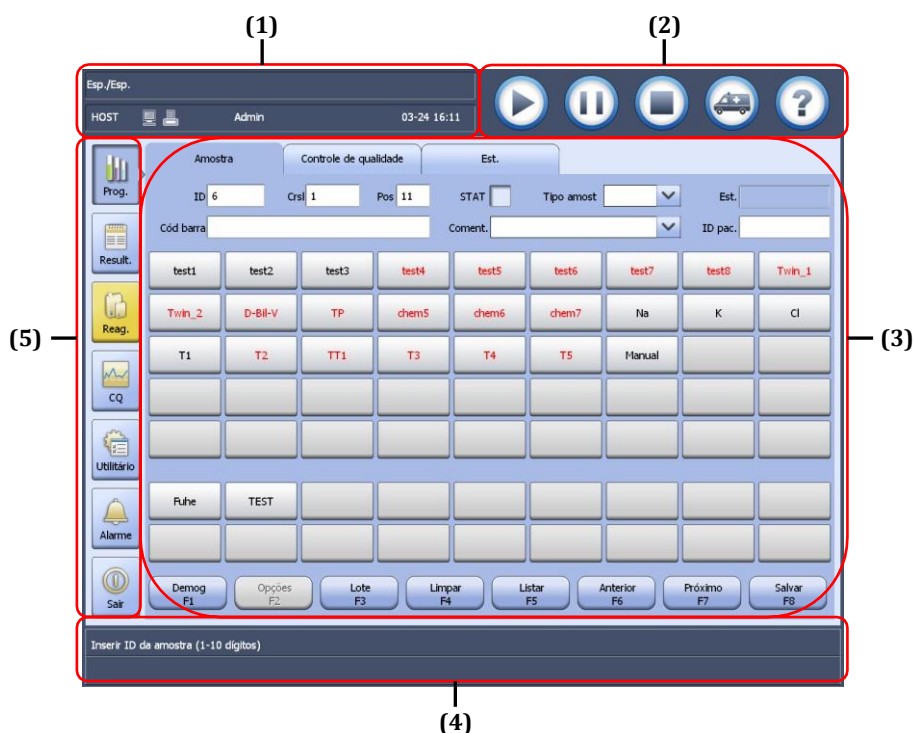 (1) (2)
Esp./Esp.
HOST Admin 03-24 16:11
?
Amostra Controle de qualidade Est.
ID 6 Crsl 1 Pos 11 STAT Tipo amost Est.
Cód barra Coment. ID pac.
test1 test2 test3 test4 test5 test6 test7 test8 Twin_1
Twin_2 D-Bil-V TP chem5 chem6 chem7 Na K Cl
T1 T2 TT1 T3 T4 T5 Manual
Fuhe TEST
Demog Opções Lote Limpar Listar Anterior Próximo Salvar
F1 F2 F3 F4 F5 F6 F7 F8
Prog.
Result.
Reag.
CQ
Utilitário
Alarme
Sair
(5) (3)
Inserir ID da amostra (1-10 dígitos)
(4)